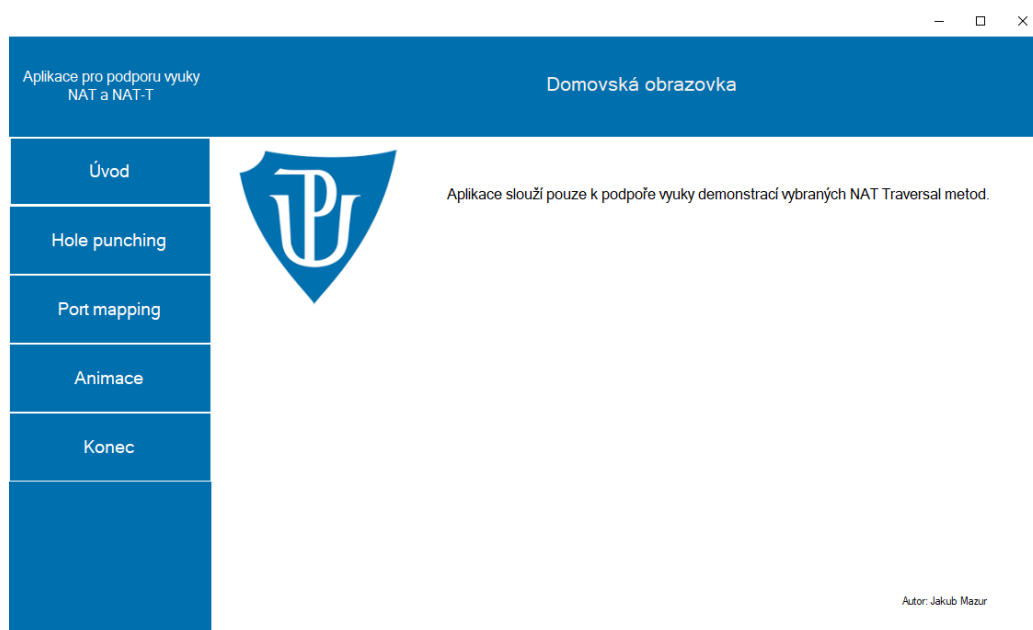 Aplikace pro podporu vyuky
NAT a NAT-T
Domovská obrazovka
Úvod
Hole punching
Port mapping
Animace
Konec
UP
Aplikace slouží pouze k podpoře vyuky demonstrací vybraných NAT Traversal metod.
Autor: Jakub Mazur